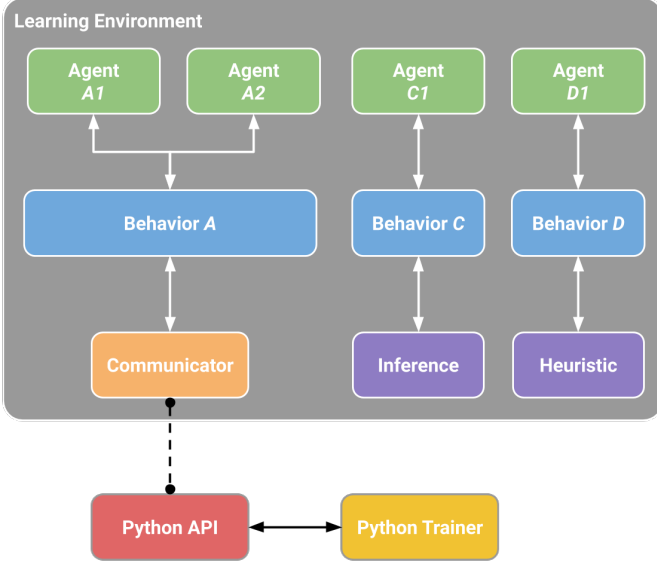 Learning Environment
Agent
A1
Agent
A2
Agent
C1
Agent
D1
Behavior A
Behavior C
Behavior D
Communicator
Inference
Heuristic
Python API
Python Trainer